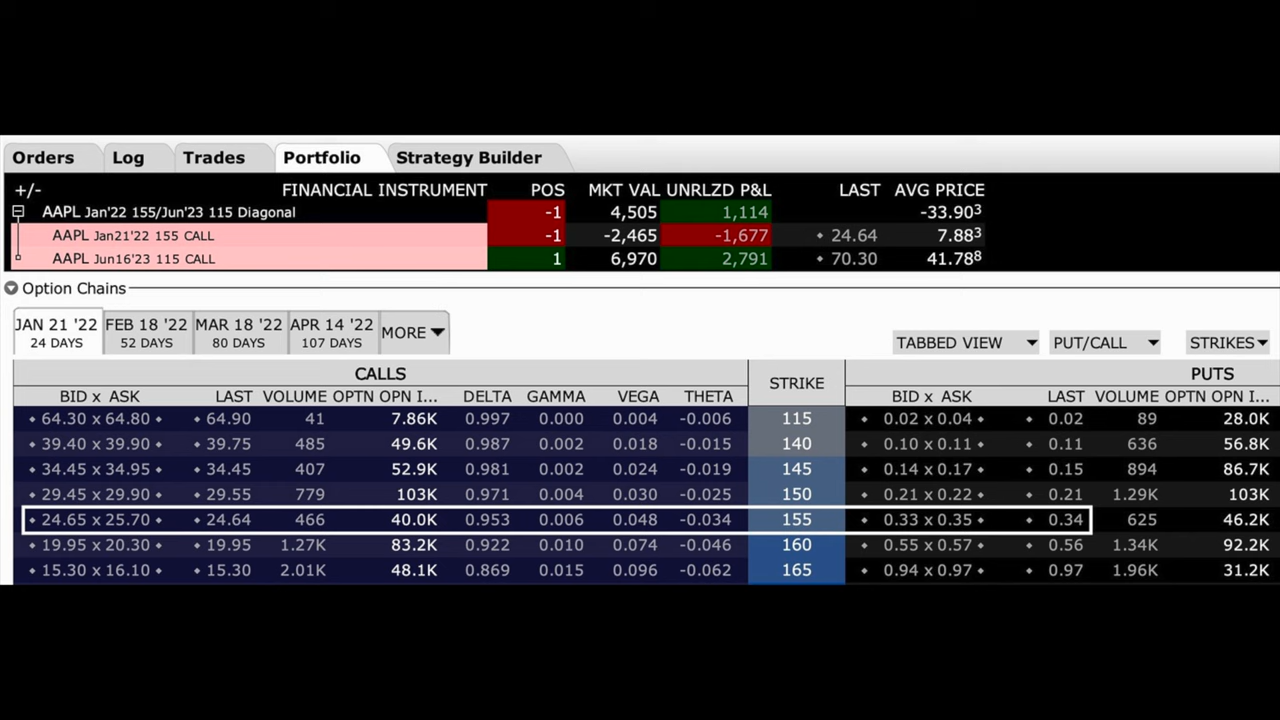 Orders Log Trades Portfolio Strategy Builder
+/- FINANCIAL INSTRUMENT POS MKT VAL UNRLZD P&L LAST AVG PRICE
AAPL Jan'22 155/Jun'23 115 Diagonal -1 4,505 1,114 -33.903
AAPL Jan21'22 155 CALL -1 -2,465 -1,677 24.64 7.883
AAPL Jun16'23 115 CALL 1 6,970 2,791 70.30 41.788
Option Chains
JAN 21 '22 FEB 18 '22 MAR 18 '22 APR 14 '22 MORE
24 DAYS 52 DAYS 80 DAYS 107 DAYS
TABBED VIEW PUT/CALL STRIKES
CALLS STRIKE PUTS
BID x ASK LAST VOLUME OPTN OPN I... DELTA GAMMA VEGA THETA BID x ASK LAST VOLUME OPTN OPN I...
64.30 x 64.80 64.90 41 7.86K 0.997 0.000 0.004 -0.006 115 0.02 x 0.04 0.02 89 28.0K
39.40 x 39.90 39.75 485 49.6K 0.987 0.002 0.018 -0.015 140 0.10 x 0.11 0.11 636 56.8K
34.45 x 34.95 34.45 407 52.9K 0.981 0.002 0.024 -0.019 145 0.14 x 0.17 0.15 894 86.7K
29.45 x 29.90 29.55 779 103K 0.971 0.004 0.030 -0.025 150 0.21 x 0.22 0.21 1.29K 103K
24.65 x 25.70 24.64 466 40.0K 0.953 0.006 0.048 -0.034 155 0.33 x 0.35 0.34 625 46.2K
19.95 x 20.30 19.95 1.27K 83.2K 0.922 0.010 0.074 -0.046 160 0.55 x 0.57 0.56 1.34K 92.2K
15.30 x 16.10 15.30 2.01K 48.1K 0.869 0.015 0.096 -0.062 165 0.94 x 0.97 0.97 1.96K 31.2K